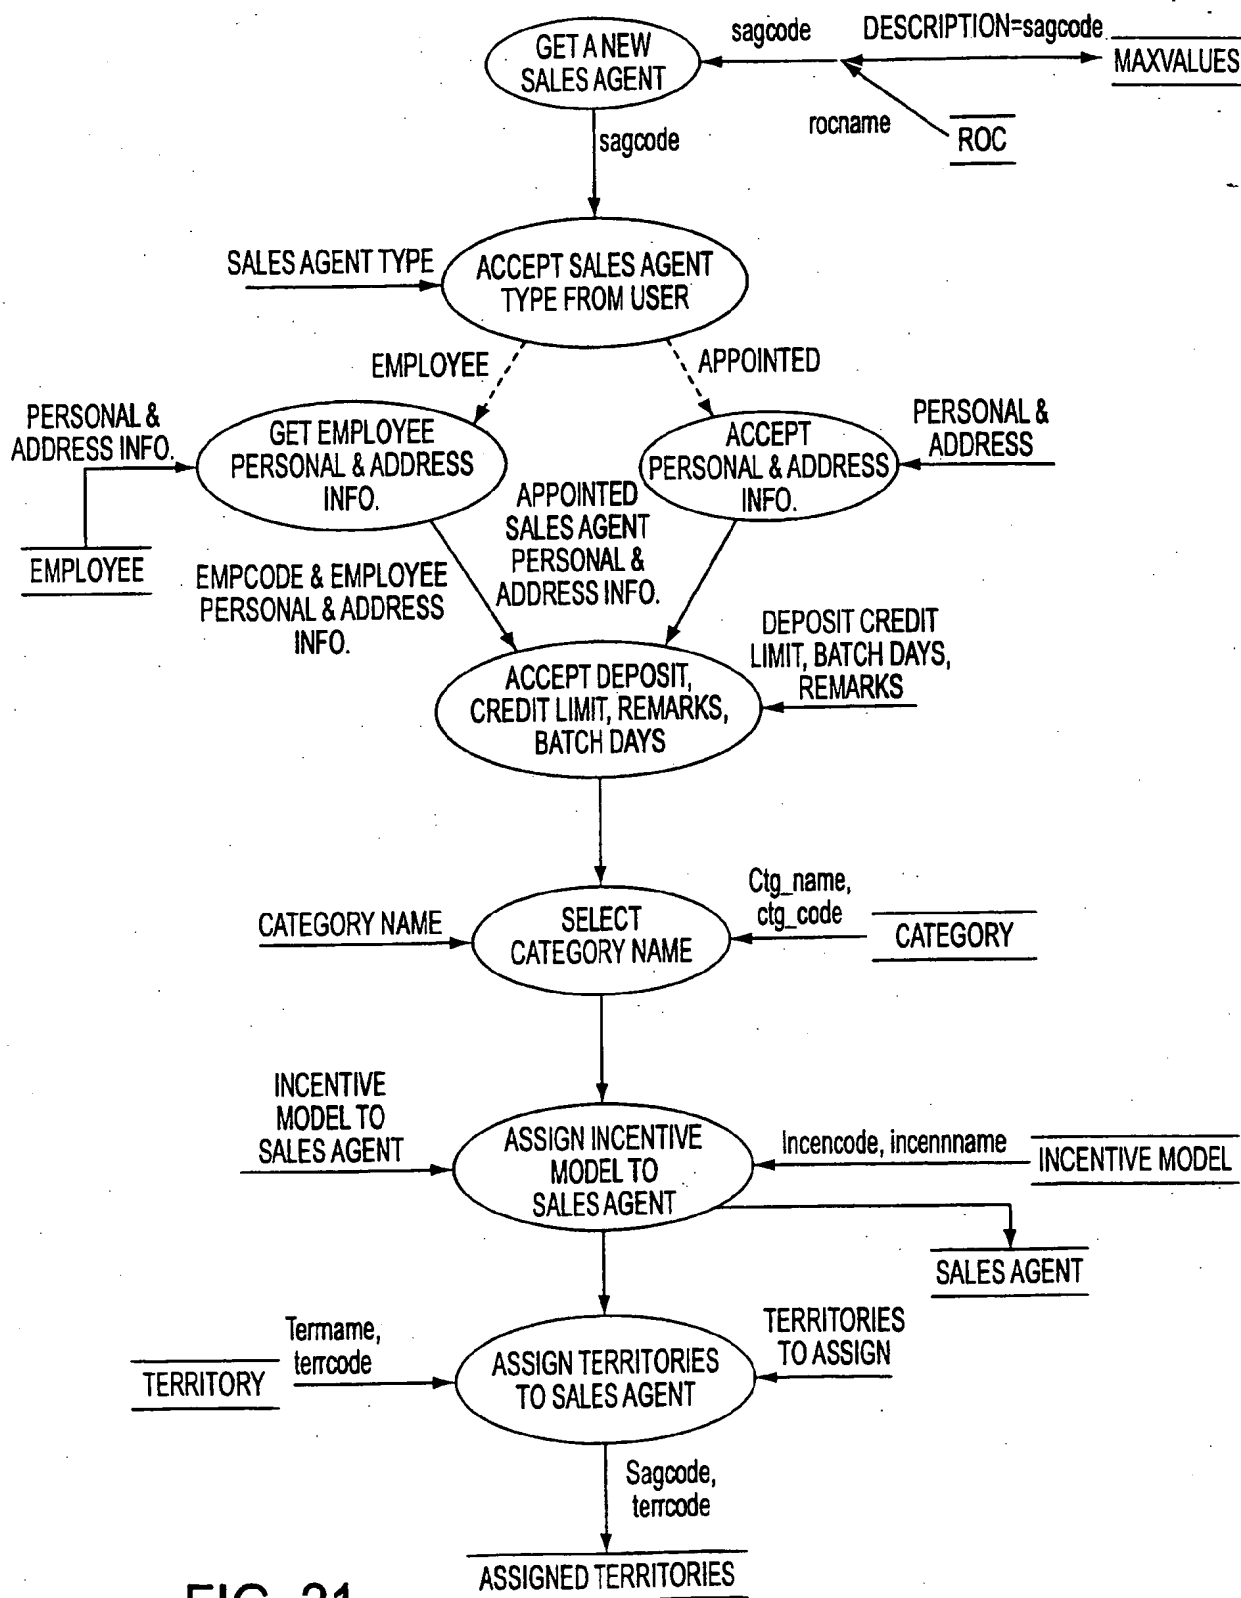 sagcode
DESCRIPTION=sagcode
GET A NEW
SALES AGENT
MAXVALUES
rocname
ROC
sagcode
SALES AGENT TYPE
ACCEPT SALES AGENT
TYPE FROM USER
EMPLOYEE
APPOINTED
PERSONAL &
ADDRESS INFO.
GET EMPLOYEE
PERSONAL & ADDRESS
INFO.
ACCEPT
PERSONAL & ADDRESS
INFO.
PERSONAL &
ADDRESS
EMPLOYEE
EMPCODE & EMPLOYEE
PERSONAL & ADDRESS
INFO.
APPOINTED
SALES AGENT
PERSONAL &
ADDRESS INFO.
DEPOSIT CREDIT
LIMIT, BATCH DAYS,
REMARKS
ACCEPT DEPOSIT,
CREDIT LIMIT, REMARKS,
BATCH DAYS
CATEGORY NAME
SELECT
CATEGORY NAME
Ctg_name,
ctg_code
CATEGORY
INCENTIVE
MODEL TO
SALES AGENT
ASSIGN INCENTIVE
MODEL TO
SALES AGENT
Incencode, incennname
INCENTIVE MODEL
SALES AGENT
Terrname,
terrcode
TERRITORY
ASSIGN TERRITORIES
TO SALES AGENT
TERRITORIES
TO ASSIGN
Sagcode,
terrcode
ASSIGNED TERRITORIES
FIG. 21